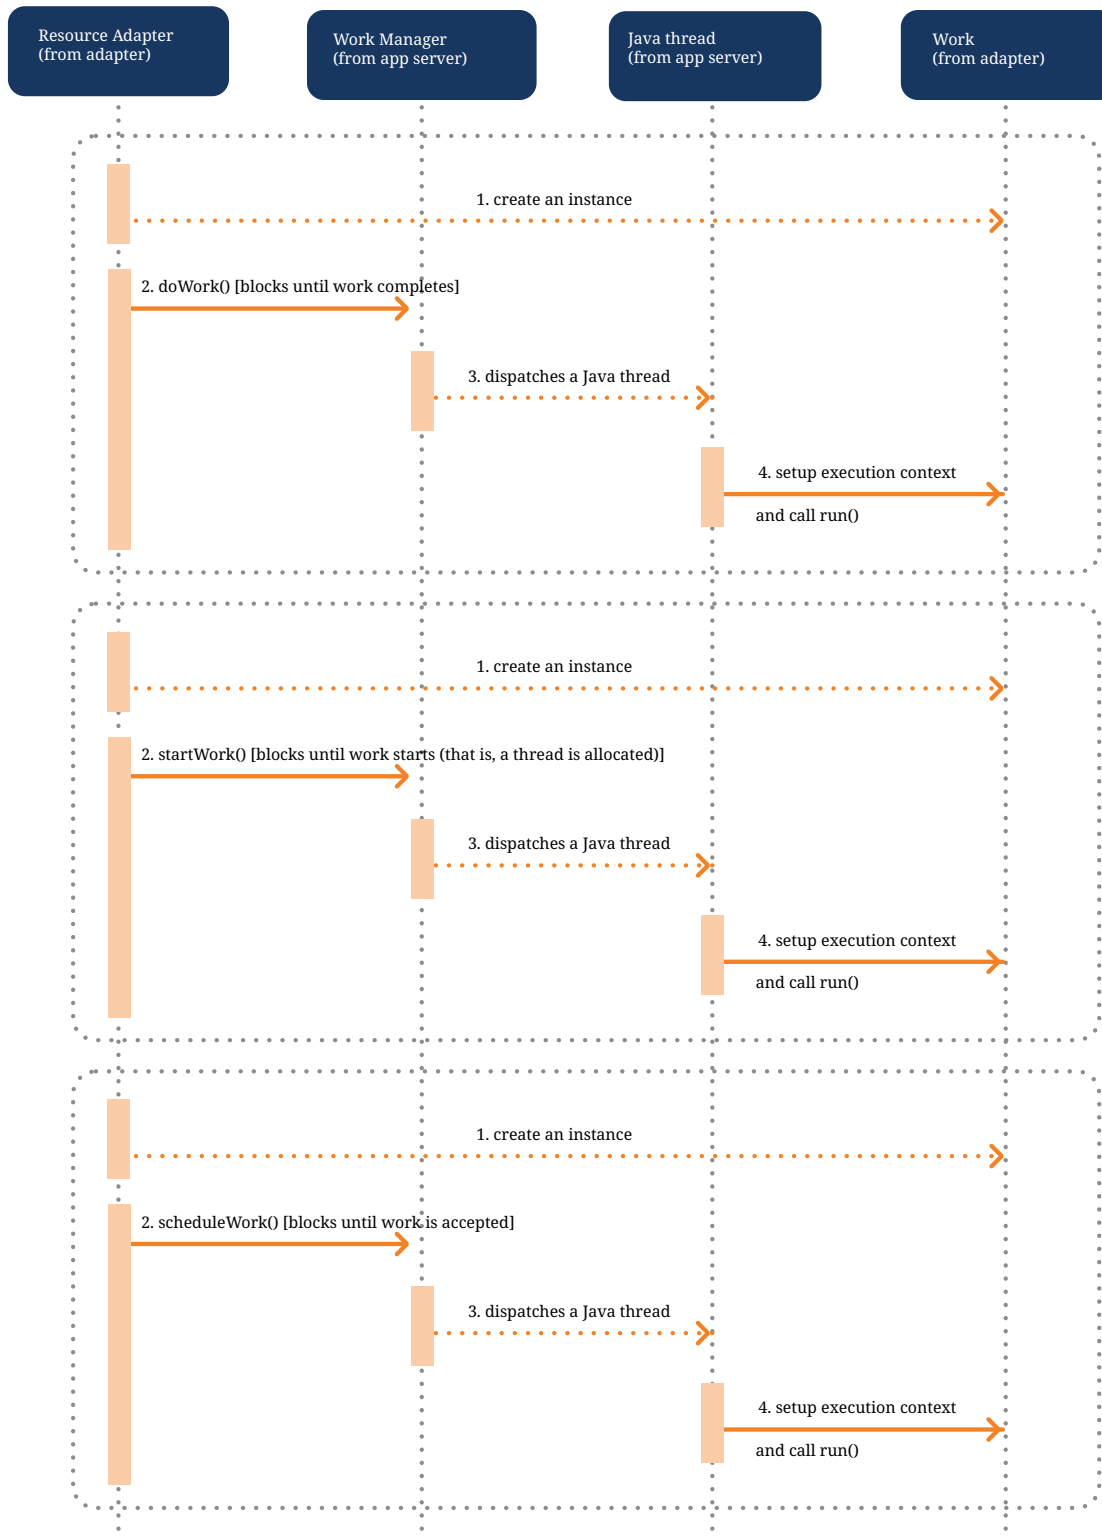 Resource Adapter
(from adapter)
Work Manager
(from app server)
Java thread
(from app server)
Work
(from adapter)
1. create an instance
2. doWork() [blocks until work completes]
3. dispatches a Java thread
4. setup execution context
and call run()
1. create an instance
2. startWork() [blocks until work starts (that is, a thread is allocated)]
3. dispatches a Java thread
4. setup execution context
and call run()
1. create an instance
2. scheduleWork() [blocks until work is accepted]
3. dispatches a Java thread
4. setup execution context
and call run()